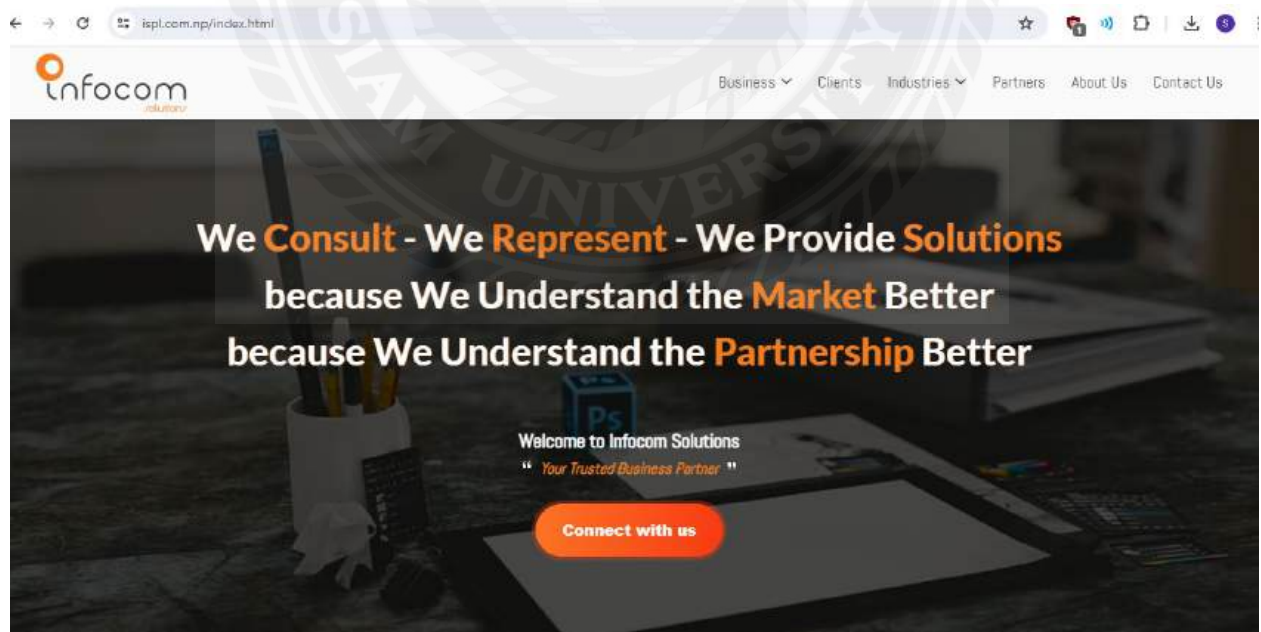 ispl.com.np/index.html
infocom
solutions
Business Clients Industries Partners About Us Contact Us
SIAM UNIVERSITY
We Consult - We Represent - We Provide Solutions
because We Understand the Market Better
because We Understand the Partnership Better
Ps
Welcome to Infocom Solutions
“ Your Trusted Business Partner ”
Connect with us